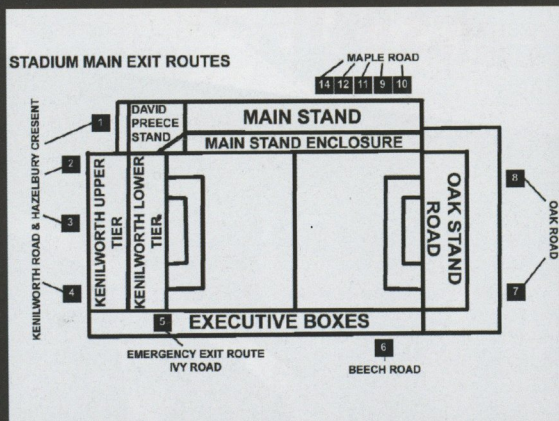 STADIUM MAIN EXIT ROUTES
MAPLE ROAD
14 12 11 9 10
1
DAVID
PREECE
STAND
MAIN STAND
MAIN STAND ENCLOSURE
2
3
4
KENILWORTH ROAD & HAZELBURY CRESENT
KENILWORTH UPPER
TIER
KENILWORTH LOWER
TIER
OAK STAND
ROAD
8
7
OAK ROAD
5
EXECUTIVE BOXES
EMERGENCY EXIT ROUTE
IVY ROAD
6
BEECH ROAD